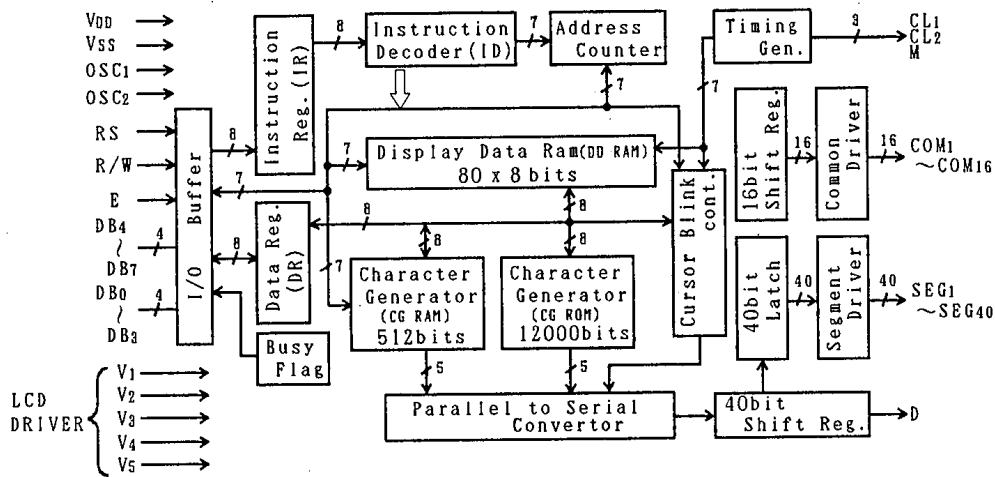 VDD
VSS
OSC1
OSC2
RS
R/W
E
DB4
~
DB7
DB0
~
DB3
4
4
I/O Buffer
8
7
8
Instruction
Reg. (IR)
8
Instruction
Decoder (ID)
7
Address
Counter
7
Timing
Gen.
3
CL1
CL2
M
7
7
Display Data Ram (DD RAM)
80 x 8 bits
8
8
Data Reg.
(DR)
7
8
8
Character
Generator
(CG RAM)
512bits
Character
Generator
(CG ROM)
12000bits
Cursor Blink
cont.
16bit
Shift Reg.
16
Common
Driver
16
COM1
~COM16
40bit
Latch
40
Segment
Driver
40
SEG1
~SEG40
Busy
Flag
5
5
Parallel to Serial
Convertor
40bit
Shift Reg.
D
LCD
DRIVER
V1
V2
V3
V4
V5